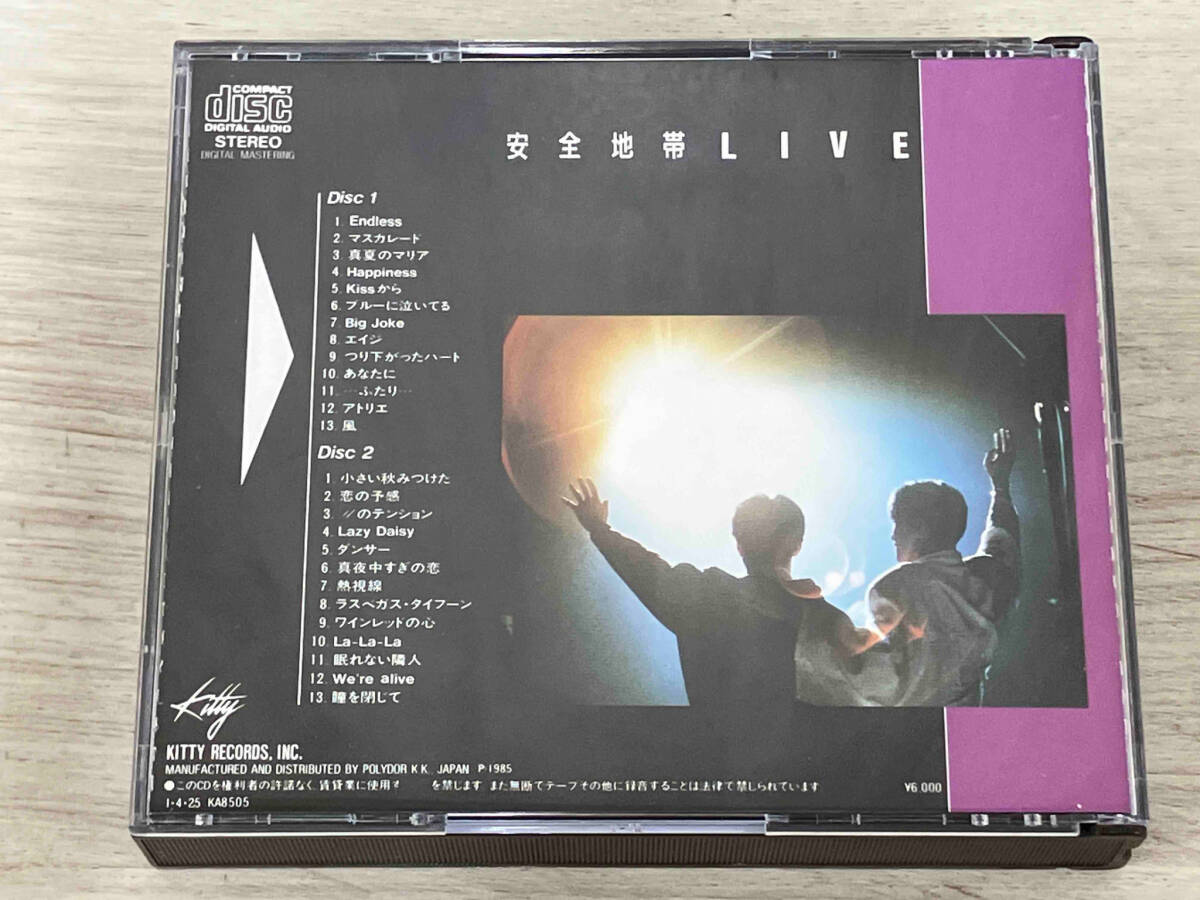 COMPACT
disc
DIGITAL AUDIO
STEREO
DIGITAL MASTERING
安全地帯LIVE
Disc 1
1. Endless
2. マスカレード
3. 真夏のマリア
4. Happiness
5. Kissから
6. ブルーに泣いてる
7. Big Joke
8. エイジ
9. つり下がったハート
10. あなたに
11. …ふたり…
12. アトリエ
13. 風
Disc 2
1. 小さい秋みつけた
2. 恋の予感
3. 〃のテンション
4. Lazy Daisy
5. ダンサー
6. 真夜中すぎの恋
7. 熱視線
8. ラスベガス・タイフーン
9. ワインレッドの心
10. La-La-La
11. 眠れない隣人
12. We're alive
13. 瞳を閉じて
Kitty
KITTY RECORDS, INC.
MANUFACTURED AND DISTRIBUTED BY POLYDOR K.K., JAPAN P.1985
●このCDを権利者の許諾なく、賃貸業に使用す を禁じます また無断でテープその他に録音することは法律で禁じられています
¥6,000
I-4-25 KA8505